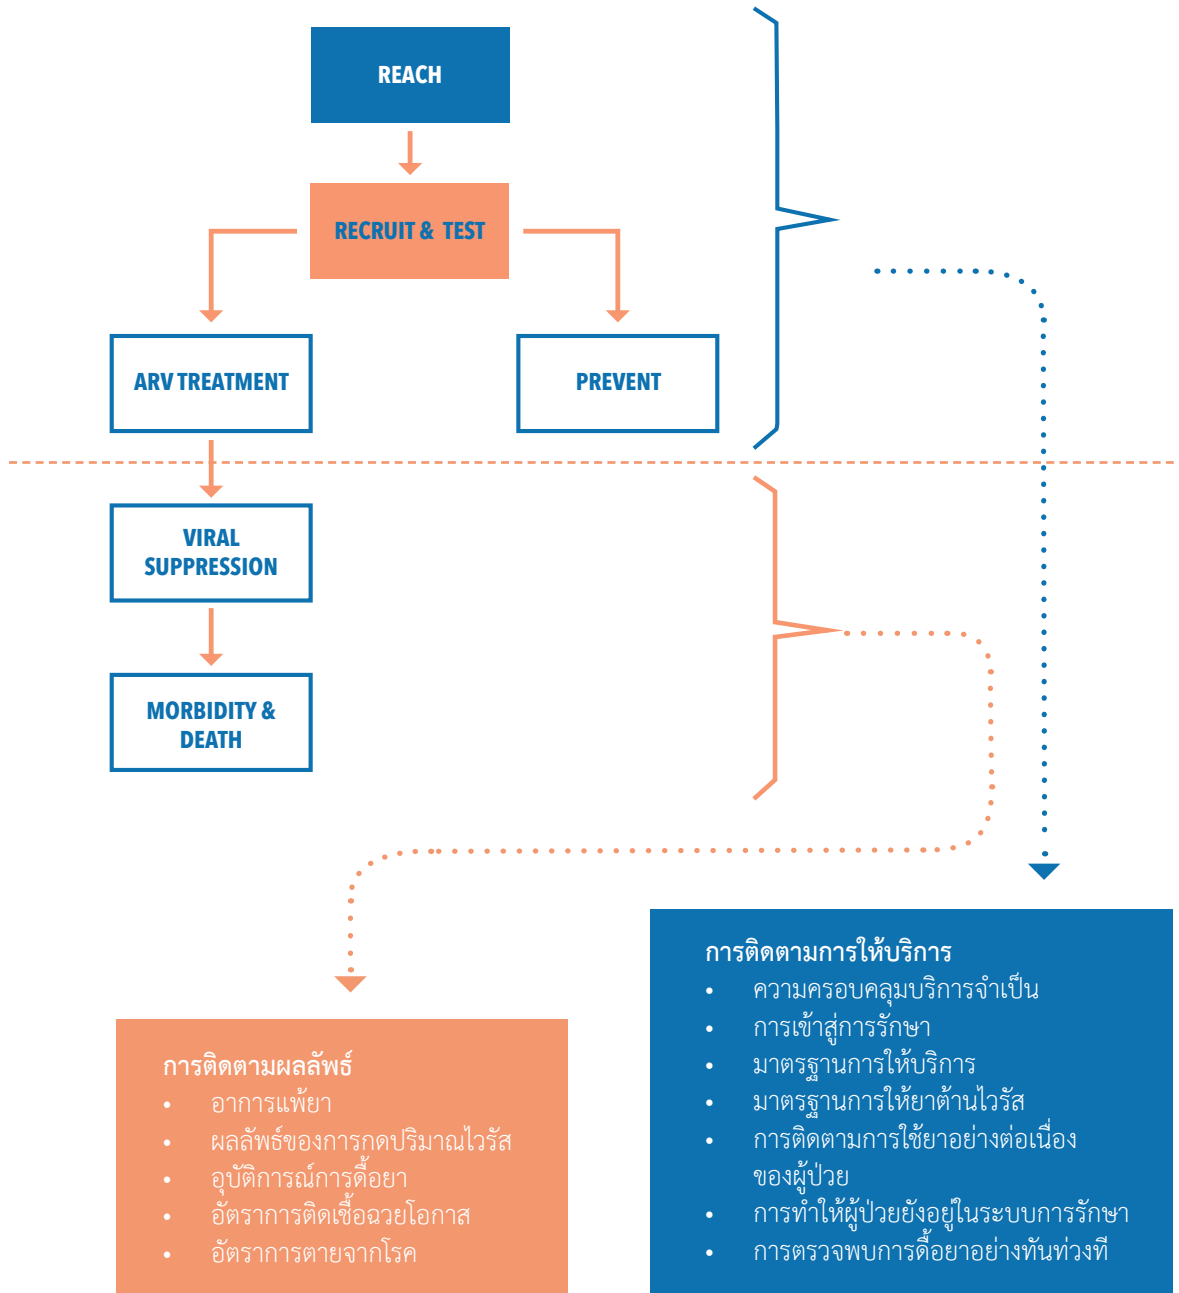 REACH
RECRUIT & TEST
ARV TREATMENT
PREVENT
VIRAL
SUPPRESSION
MORBIDITY &
DEATH
การติดตามการให้บริการ
• ความครอบคลุมบริการจำเป็น
• การเข้าสู่การรักษา
• มาตรฐานการให้บริการ
• มาตรฐานการให้ยาต้านไวรัส
• การติดตามการใช้ยาอย่างต่อเนื่อง
ของผู้ป่วย
• การทำให้ผู้ป่วยยังอยู่ในระบบการรักษา
• การตรวจพบการดื้อยาอย่างทันท่วงที
การติดตามผลลัพธ์
• อาการแพ้ยา
• ผลลัพธ์ของการกดปริมาณไวรัส
• อุบัติการณ์การดื้อยา
• อัตราการติดเชื้อฉวยโอกาส
• อัตราการตายจากโรค